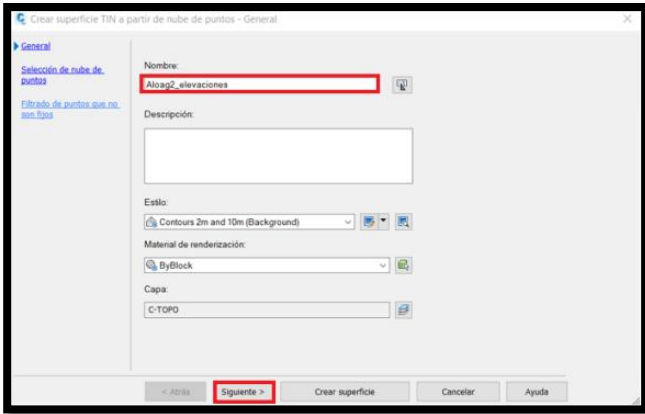 Crear superficie TIN a partir de nube de puntos - General
General
Selección de nube de
puntos
Filtrado de puntos que no
son fijos
Nombre:
Aloag2_elevaciones
Descripción:
Estilo:
Contours 2m and 10m (Background)
Material de renderización:
ByBlock
Capa:
C-TOPO
< Atrás
Siguiente >
Crear superficie
Cancelar
Ayuda